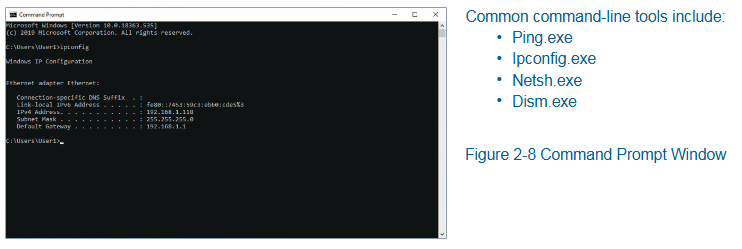 Command Prompt
Microsoft Windows [Version 10.0.18363.535]
(c) 2019 Microsoft Corporation. All rights reserved.
C:\Users\User1>ipconfig
Windows IP Configuration
Ethernet adapter Ethernet:
Connection-specific DNS Suffix . :
Link-local IPv6 Address . . . . . : fe80::7453:59c3:eb60:cde5%3
IPv4 Address. . . . . . . . . . . : 192.168.1.118
Subnet Mask . . . . . . . . . . . : 255.255.255.0
Default Gateway . . . . . . . . . : 192.168.1.1
C:\Users\User1>_
Common command-line tools include:
• Ping.exe
• Ipconfig.exe
• Netsh.exe
• Dism.exe
Figure 2-8 Command Prompt Window